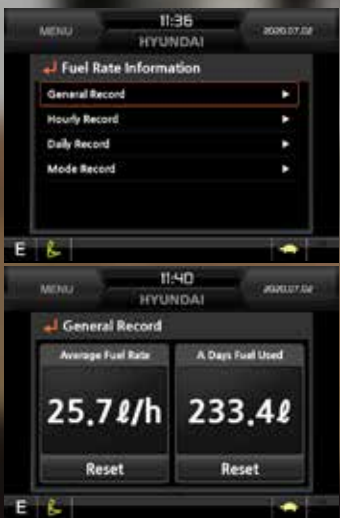 MENU
11:36
2020.07.02
HYUNDAI
Fuel Rate Information
General Record
Hourly Record
Daily Record
Mode Record
E
MENU
11:40
2020.07.02
HYUNDAI
General Record
Average Fuel Rate
A Days Fuel Used
25.7ℓ/h
233.4ℓ
Reset
Reset
E